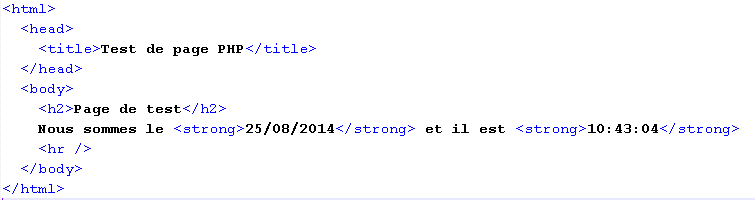 <html>
<head>
<title>Test de page PHP</title>
</head>
<body>
<h2>Page de test</h2>
Nous sommes le <strong>25/08/2014</strong> et il est <strong>10:43:04</strong>
<hr />
</body>
</html>